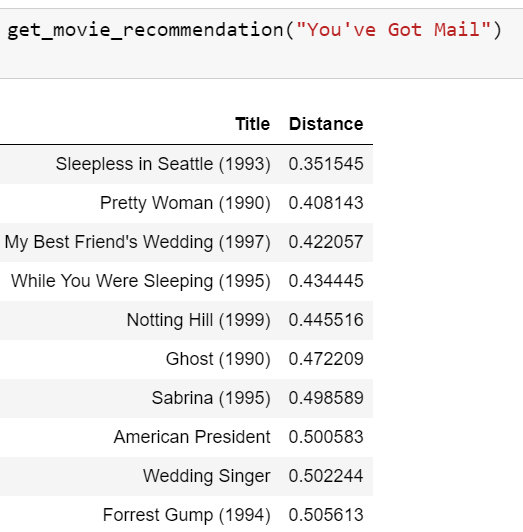 get_movie_recommendation("You've Got Mail")
Title Distance
Sleepless in Seattle (1993) 0.351545
Pretty Woman (1990) 0.408143
My Best Friend's Wedding (1997) 0.422057
While You Were Sleeping (1995) 0.434445
Notting Hill (1999) 0.445516
Ghost (1990) 0.472209
Sabrina (1995) 0.498589
American President 0.500583
Wedding Singer 0.502244
Forrest Gump (1994) 0.505613